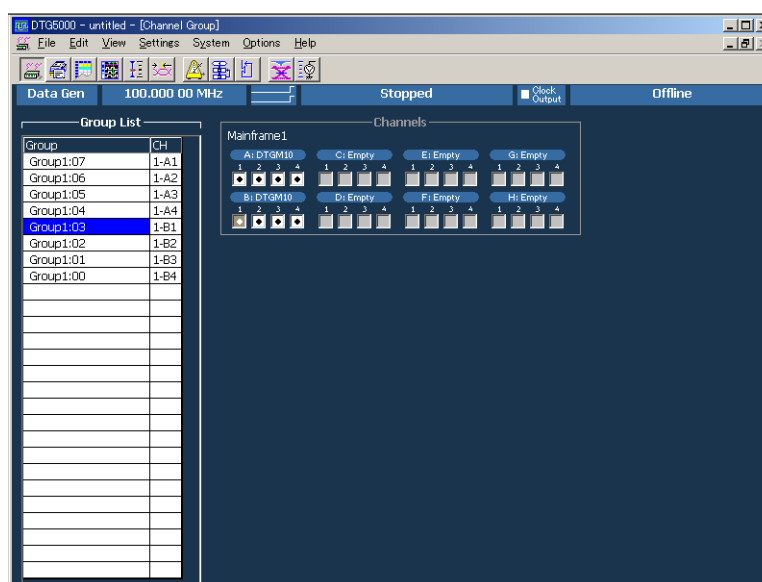 DTG5000 - untitled - [Channel Group]
File Edit View Settings System Options Help
Data Gen 100.000 00 MHz Stopped Clock Output Offline
Group List
Group CH
Group1:07 1-A1
Group1:06 1-A2
Group1:05 1-A3
Group1:04 1-A4
Group1:03 1-B1
Group1:02 1-B2
Group1:01 1-B3
Group1:00 1-B4
Channels
Mainframe1
A: DTGM10 C: Empty E: Empty G: Empty
1 2 3 4 1 2 3 4 1 2 3 4 1 2 3 4
B: DTGM10 D: Empty F: Empty H: Empty
1 2 3 4 1 2 3 4 1 2 3 4 1 2 3 4